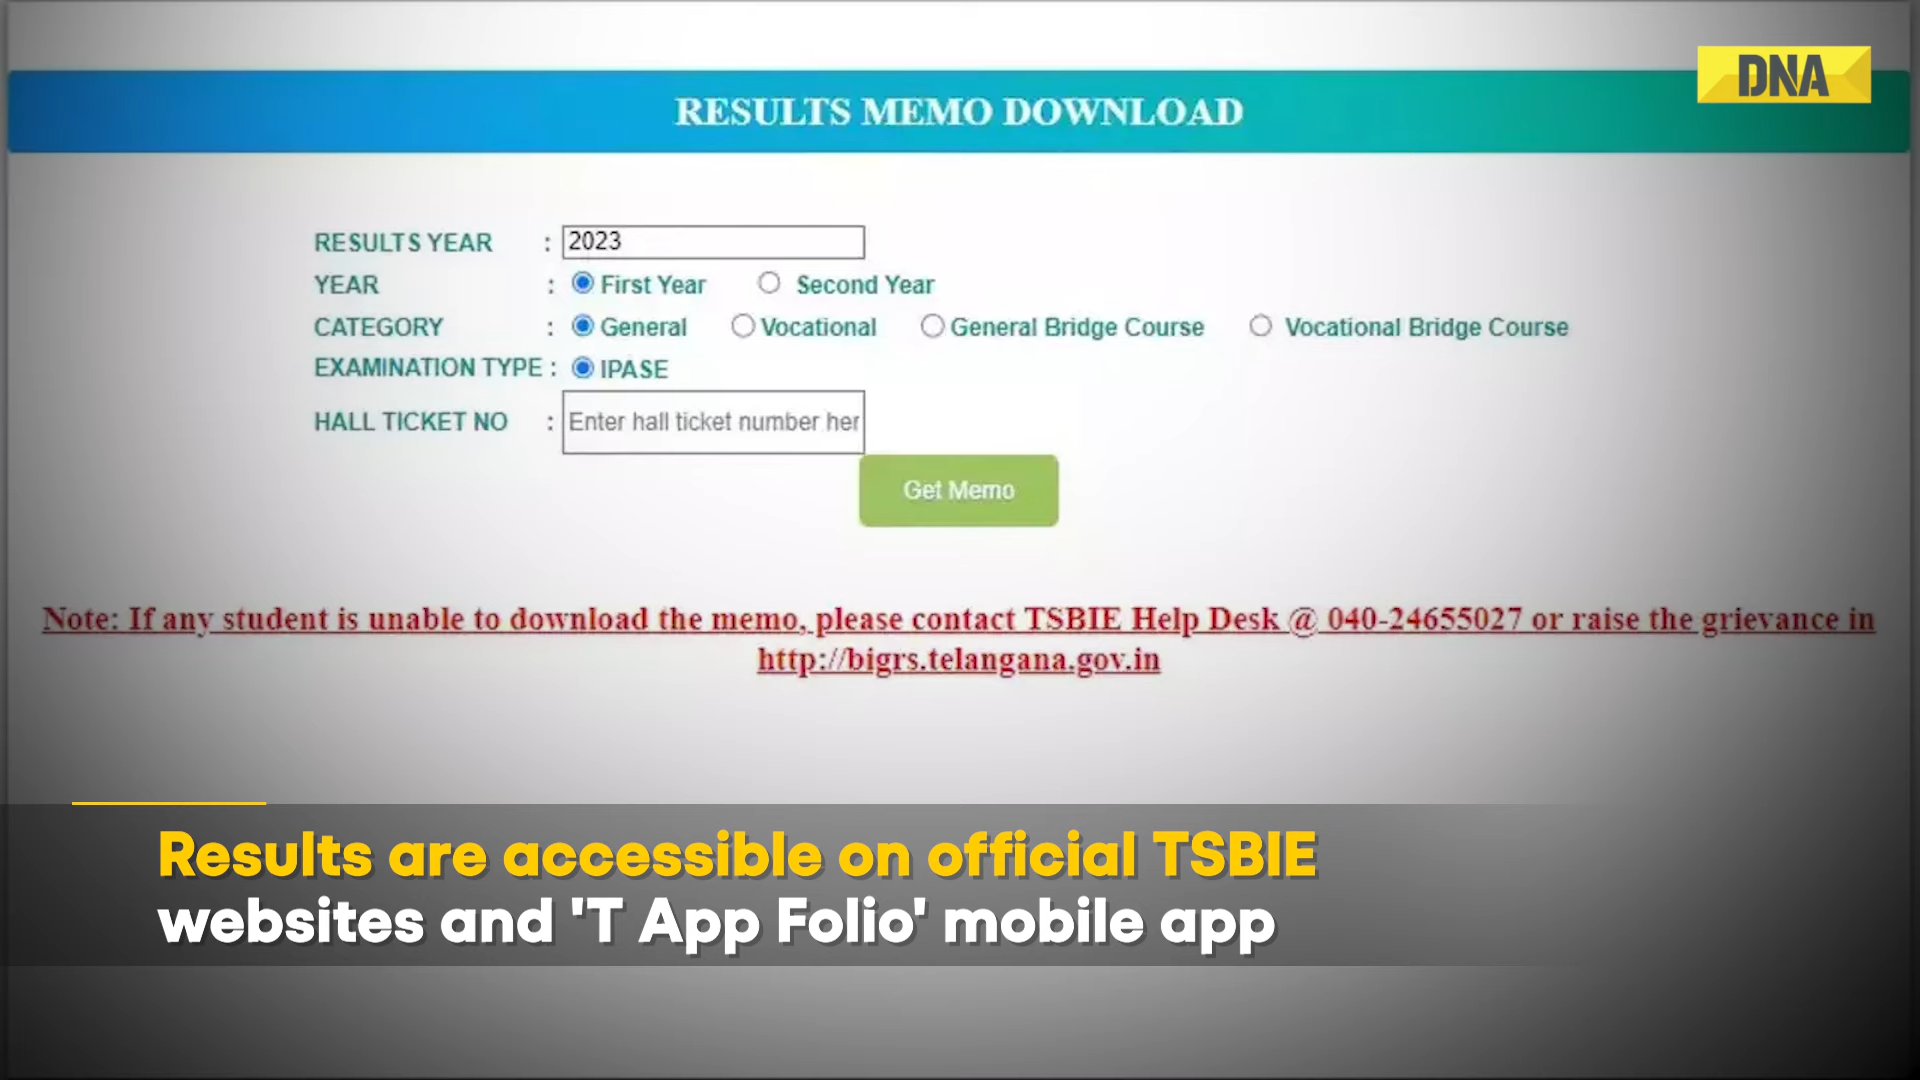 DNA
RESULTS MEMO DOWNLOAD
RESULTS YEAR : 2023
YEAR : First Year Second Year
CATEGORY : General Vocational General Bridge Course Vocational Bridge Course
EXAMINATION TYPE : IPASE
HALL TICKET NO : Enter hall ticket number her
Get Memo
Note: If any student is unable to download the memo, please contact TSBIE Help Desk @ 040-24655027 or raise the grievance in
http://bigrs.telangana.gov.in
Results are accessible on official TSBIE
websites and 'T App Folio' mobile app